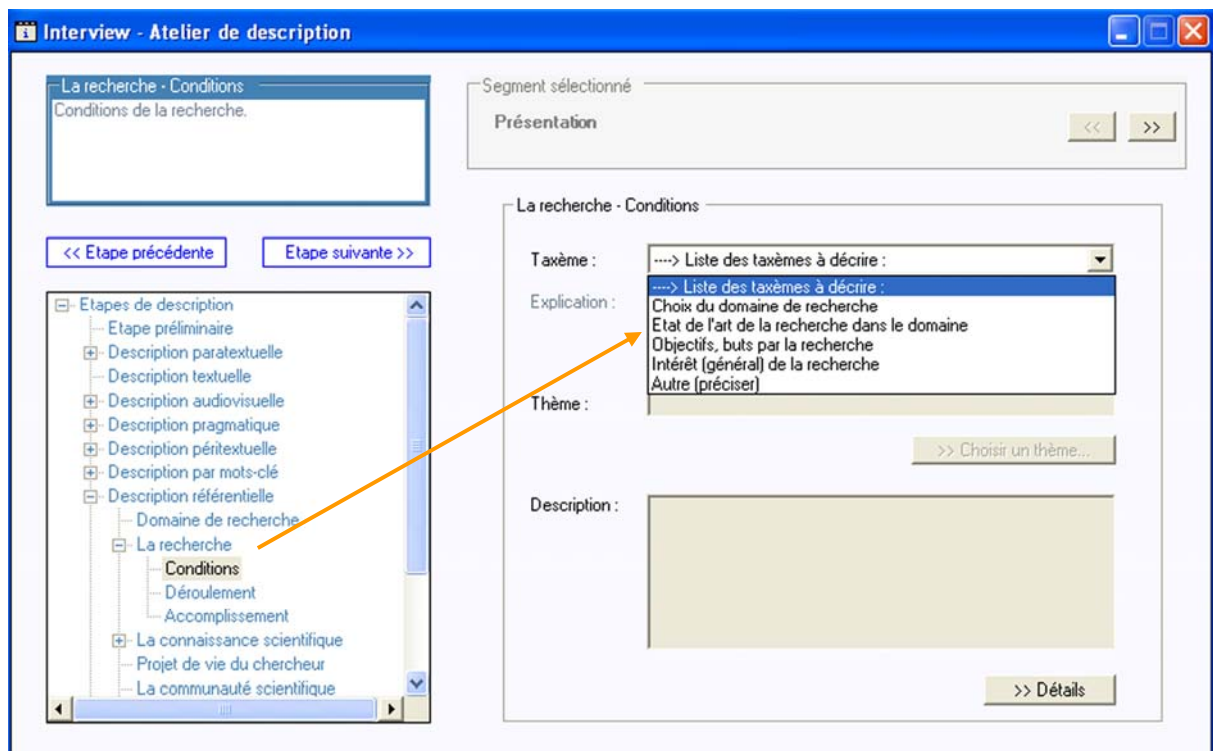 Interview - Atelier de description
La recherche - Conditions
Conditions de la recherche.
<< Etape précédente
Etape suivante >>
Etapes de description
Etape préliminaire
Description paratextuelle
Description textuelle
Description audiovisuelle
Description pragmatique
Description péritextuelle
Description par mots-clé
Description référentielle
Domaine de recherche
La recherche
Conditions
Déroulement
Accomplissement
La connaissance scientifique
Projet de vie du chercheur
La communauté scientifique
Segment sélectionné
Présentation
<<
>>
La recherche - Conditions
Taxème :
----> Liste des taxèmes à décrire :
----> Liste des taxèmes à décrire :
Choix du domaine de recherche
Etat de l'art de la recherche dans le domaine
Objectifs, buts par la recherche
Intérêt (général) de la recherche
Autre (préciser)
Explication :
Thème :
>> Choisir un thème...
Description :
>> Détails